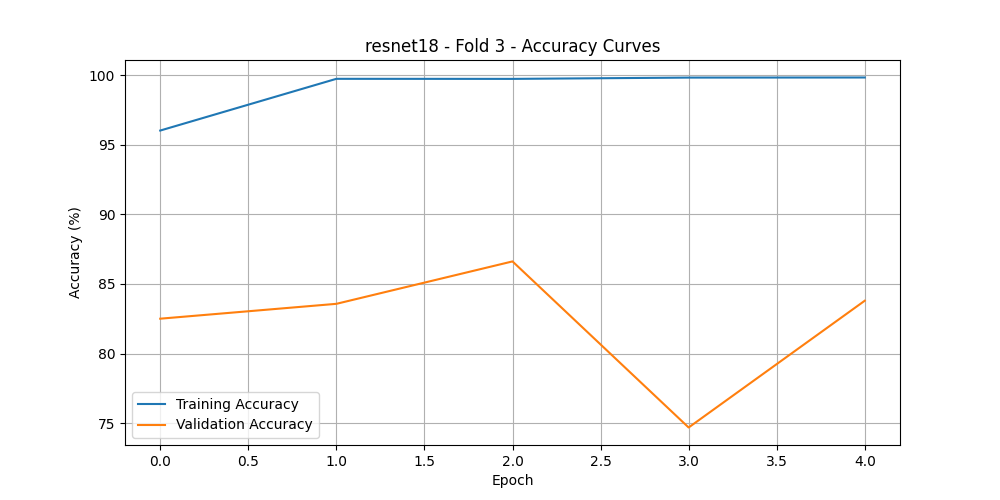 resnet18 - Fold 3 - Accuracy Curves
Accuracy (%)
100
95
90
85
80
75
Training Accuracy
Validation Accuracy
0.0 0.5 1.0 1.5 2.0 2.5 3.0 3.5 4.0
Epoch